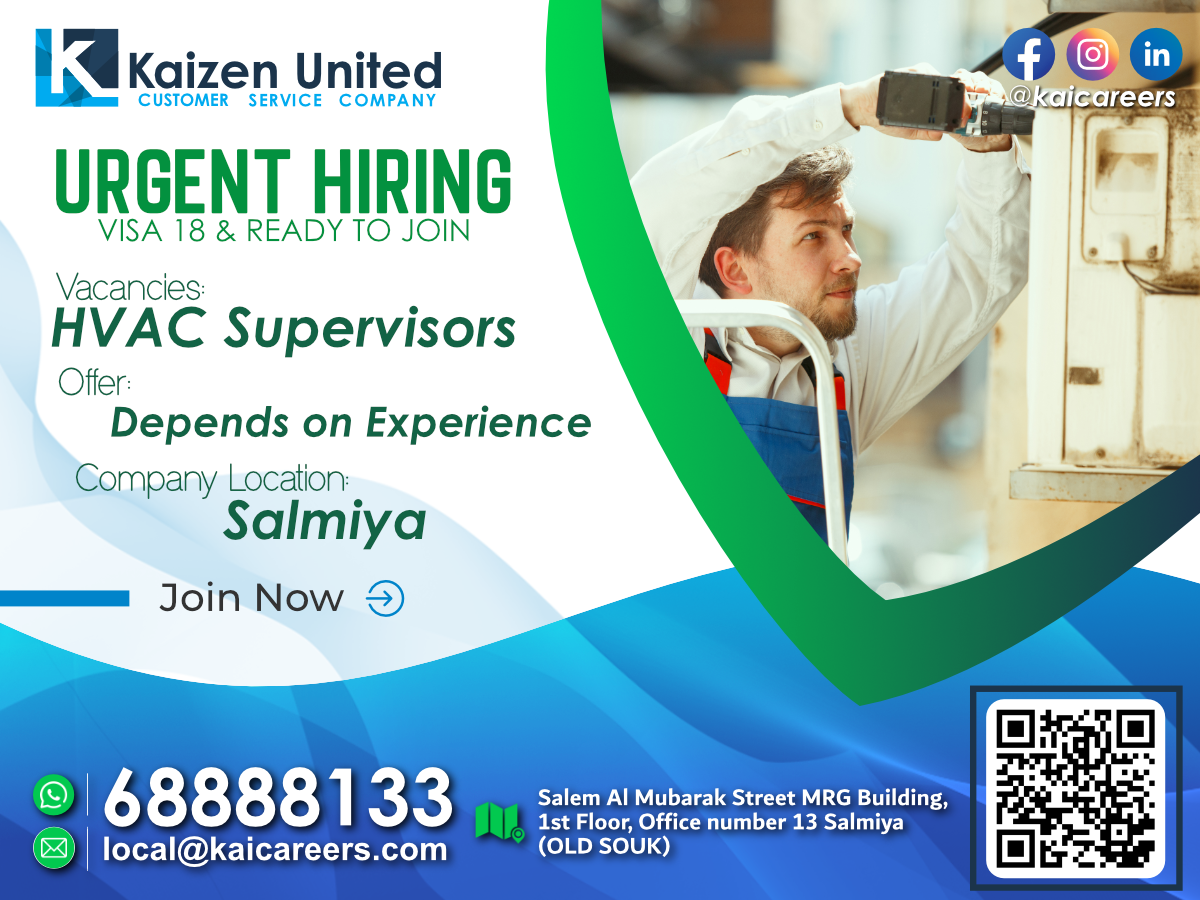 Kaizen United
CUSTOMER SERVICE COMPANY
@kaicareers
URGENT HIRING
VISA 18 & READY TO JOIN
Vacancies:
HVAC Supervisors
Offer:
Depends on Experience
Company Location:
Salmiya
Join Now
68888133
local@kaicareers.com
Salem Al Mubarak Street MRG Building,
1st Floor, Office number 13 Salmiya
(OLD SOUK)